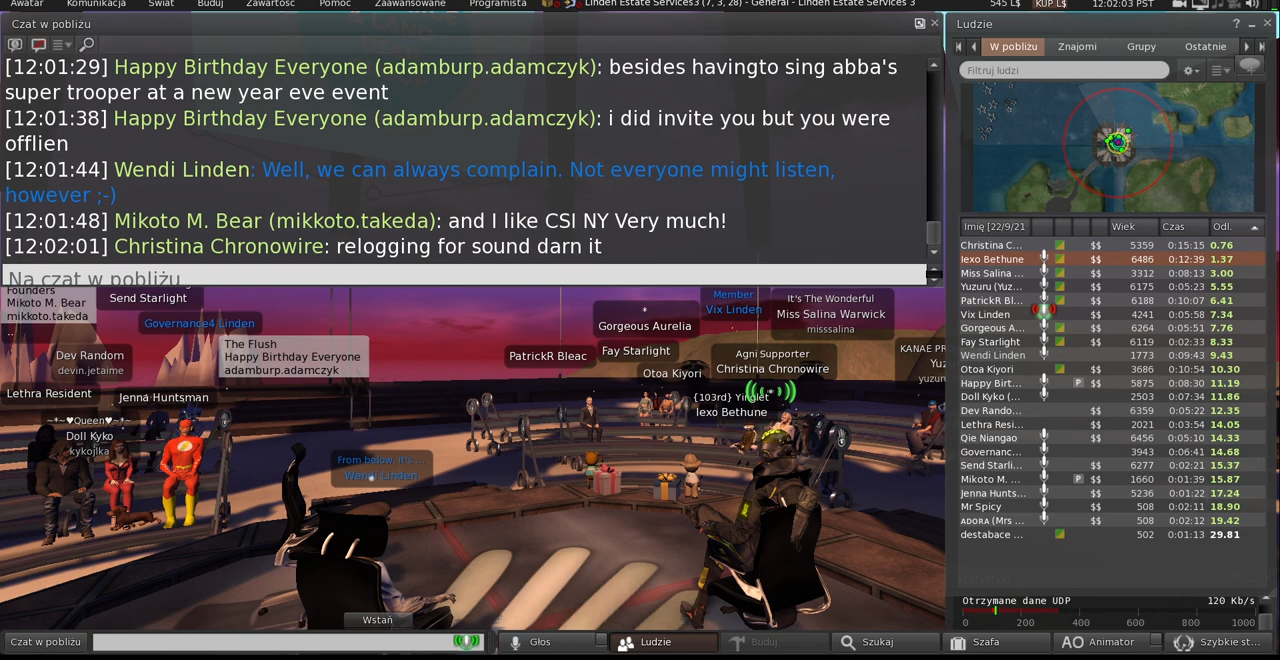 Awatar Komunikacja Świat Buduj Zawartość Pomoc Zaawansowane Programista
Linden Estate Services3 (7, 3, 28) - General - Linden Estate Services 3
545 L$ KUP L$ 12:02:03 PST
Czat w pobliżu
[12:01:29] Happy Birthday Everyone (adamburp.adamczyk): besides havingto sing abba's
super trooper at a new year eve event
[12:01:38] Happy Birthday Everyone (adamburp.adamczyk): i did invite you but you were
offlien
[12:01:44] Wendi Linden: Well, we can always complain. Not everyone might listen,
however ;-)
[12:01:48] Mikoto M. Bear (mikkoto.takeda): and I like CSI NY Very much!
[12:02:01] Christina Chronowire: relogging for sound darn it
Na czat w pobliżu
Founders
Mikoto M. Bear
mikkoto.takeda
Send Starlight
Governance4 Linden
The Flush
Happy Birthday Everyone
adamburp.adamczyk
Dev Random
devin.jetaime
Lethra Resident
Jenna Huntsman
~*~♥Queen♥~*~
Doll Kyko
kykojlka
From below, it's ...
Wendi Linden
PatrickR Bleac
*
Gorgeous Aurelia
Fay Starlight
Otoa Kiyori
Member
Vix Linden
It's The Wonderful
Miss Salina Warwick
misssalina
Agni Supporter
Christina Chronowire
{103rd} Yinglet
Iexo Bethune
KANAE PR
Yuz
yuzuru
Wstań
Ludzie
W pobliżu Znajomi Grupy Ostatnie
Filtruj ludzi
Imię [22/9/21 Wiek Czas Odl.
Christina C... $$ 5359 0:15:15 0.76
Iexo Bethune $$ 6486 0:12:39 1.37
Miss Salina ... $$ 3312 0:08:13 3.00
Yuzuru (Yuz... $$ 6175 0:05:23 5.55
PatrickR Bl... $$ 6188 0:10:07 6.41
Vix Linden 4241 0:05:58 7.34
Gorgeous A... $$ 6264 0:05:51 7.76
Fay Starlight $$ 6119 0:02:33 8.33
Wendi Linden 1773 0:09:43 9.43
Otoa Kiyori $$ 3686 0:10:54 10.30
Happy Birt... P $$ 5875 0:08:30 11.19
Doll Kyko (... 2503 0:07:34 11.86
Dev Rando... $$ 6359 0:05:22 12.35
Lethra Resi... 2021 0:03:54 14.05
Qie Niangao $$ 6456 0:05:10 14.33
Governanc... 3943 0:06:41 14.68
Send Starli... $$ 6277 0:02:21 15.37
Mikoto M. ... P $$ 1660 0:01:39 15.87
Jenna Hunts... $$ 5236 0:01:22 17.24
Mr Spicy $$ 508 0:02:11 18.90
ᴀᴅᴏʀᴀ (Mrs ... $$ 508 0:02:12 19.42
destabace ... 502 0:01:13 29.81
Otrzymane dane UDP 120 Kb/s
0 200 400 600 800 1000
Czat w pobliżu Głos Ludzie Buduj Szukaj Szafa AO Animator Szybkie st...